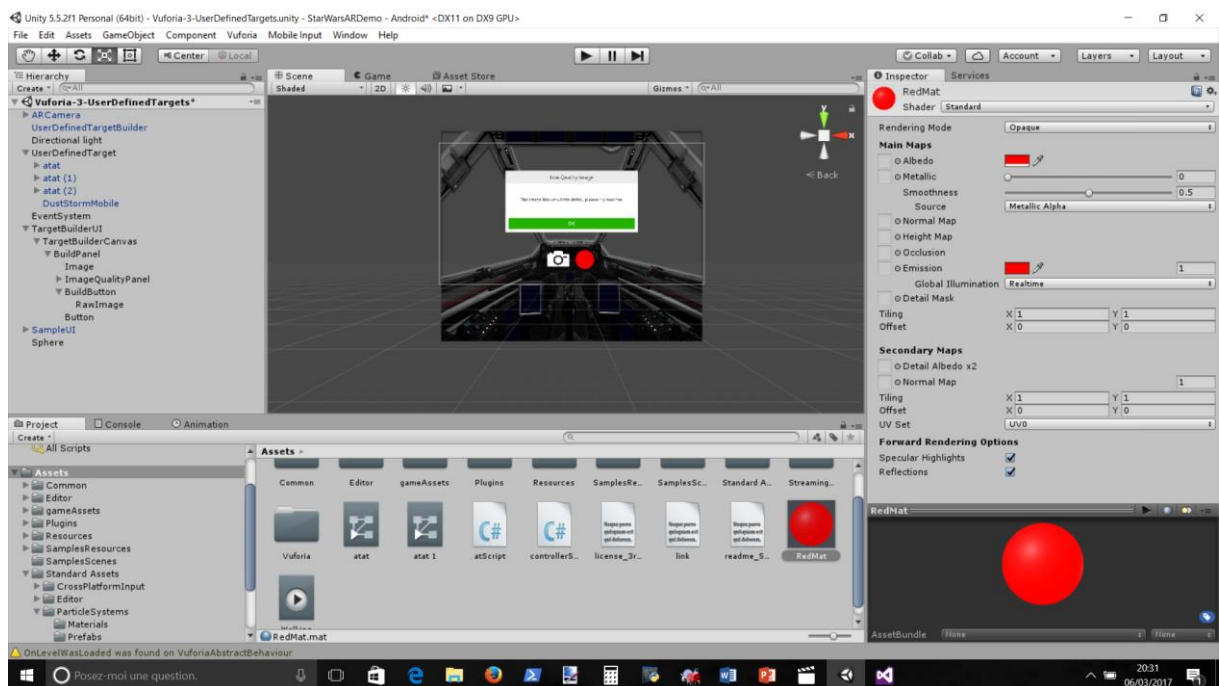 Unity 5.5.2f1 Personal (64bit) - Vuforia-3-UserDefinedTargets.unity - StarWarsARDemo - Android* <DX11 on DX9 GPU>
File Edit Assets GameObject Component Vuforia Mobile Input Window Help
Center Local Collab Account Layers Layout
Hierarchy
Create All
Vuforia-3-UserDefinedTargets*
ARCamera
UserDefinedTargetBuilder
Directional light
UserDefinedTarget
atat
atat (1)
atat (2)
DustStormMobile
EventSystem
TargetBuilderUI
TargetBuilderCanvas
BuildPanel
Image
ImageQualityPanel
BuildButton
RawImage
Button
SampleUI
Sphere
Scene Game Asset Store
Shaded 2D Gizmos All
y
x
Back
Low Quality Image
OK
Inspector Services
RedMat
Shader Standard
Rendering Mode Opaque
Main Maps
Albedo
Metallic 0
Smoothness 0.5
Source Metallic Alpha
Normal Map
Height Map
Occlusion
Emission 1
Global Illumination Realtime
Detail Mask
Tiling X 1 Y 1
Offset X 0 Y 0
Secondary Maps
Detail Albedo x2
Normal Map 1
Tiling X 1 Y 1
Offset X 0 Y 0
UV Set UV0
Forward Rendering Options
Specular Highlights
Reflections
RedMat
AssetBundle None None
Project Console Animation
Create
All Scripts
Assets
Common
Editor
gameAssets
Plugins
Resources
SamplesResources
SamplesScenes
Standard Assets
CrossPlatformInput
Editor
ParticleSystems
Materials
Prefabs
Assets
Common Editor gameAssets Plugins Resources SamplesRe... SamplesSc... Standard A... Streaming...
C# C#
Vuforia atat atat 1 atScript controllerS... license_3r... link readme_S... RedMat
RedMat.mat
OnLevelWasLoaded was found on VuforiaAbstractBehaviour
Posez-moi une question.
20:31
06/03/2017